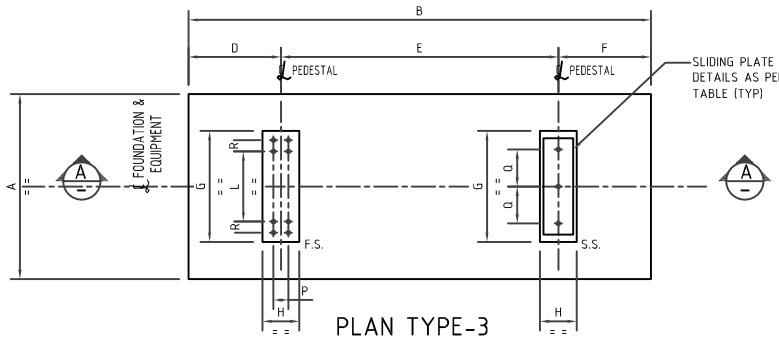 B
D
E
F
℄ PEDESTAL
℄ PEDESTAL
SLIDING PLATE
DETAILS AS PE
TABLE (TYP)
℄ FOUNDATION &
EQUIPMENT
A
=
=
A
–
G
=
=
R
L
R
=
=
G
Q
Q
=
=
A
–
F.S.
S.S.
P
H
= =
H
= =
PLAN TYPE-3